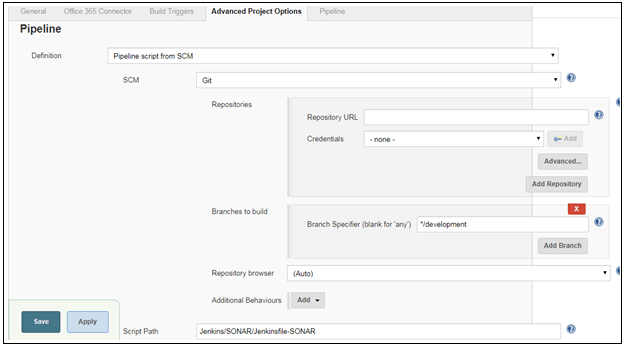 General Office 365 Connector Build Triggers Advanced Project Options Pipeline
Pipeline
Definition Pipeline script from SCM
SCM Git
Repositories
Repository URL
Credentials - none - Add
Advanced...
Add Repository
Branches to build X
Branch Specifier (blank for 'any') */development
Add Branch
Repository browser (Auto)
Additional Behaviours Add
Save Apply
Script Path Jenkins/SONAR/Jenkinsfile-SONAR